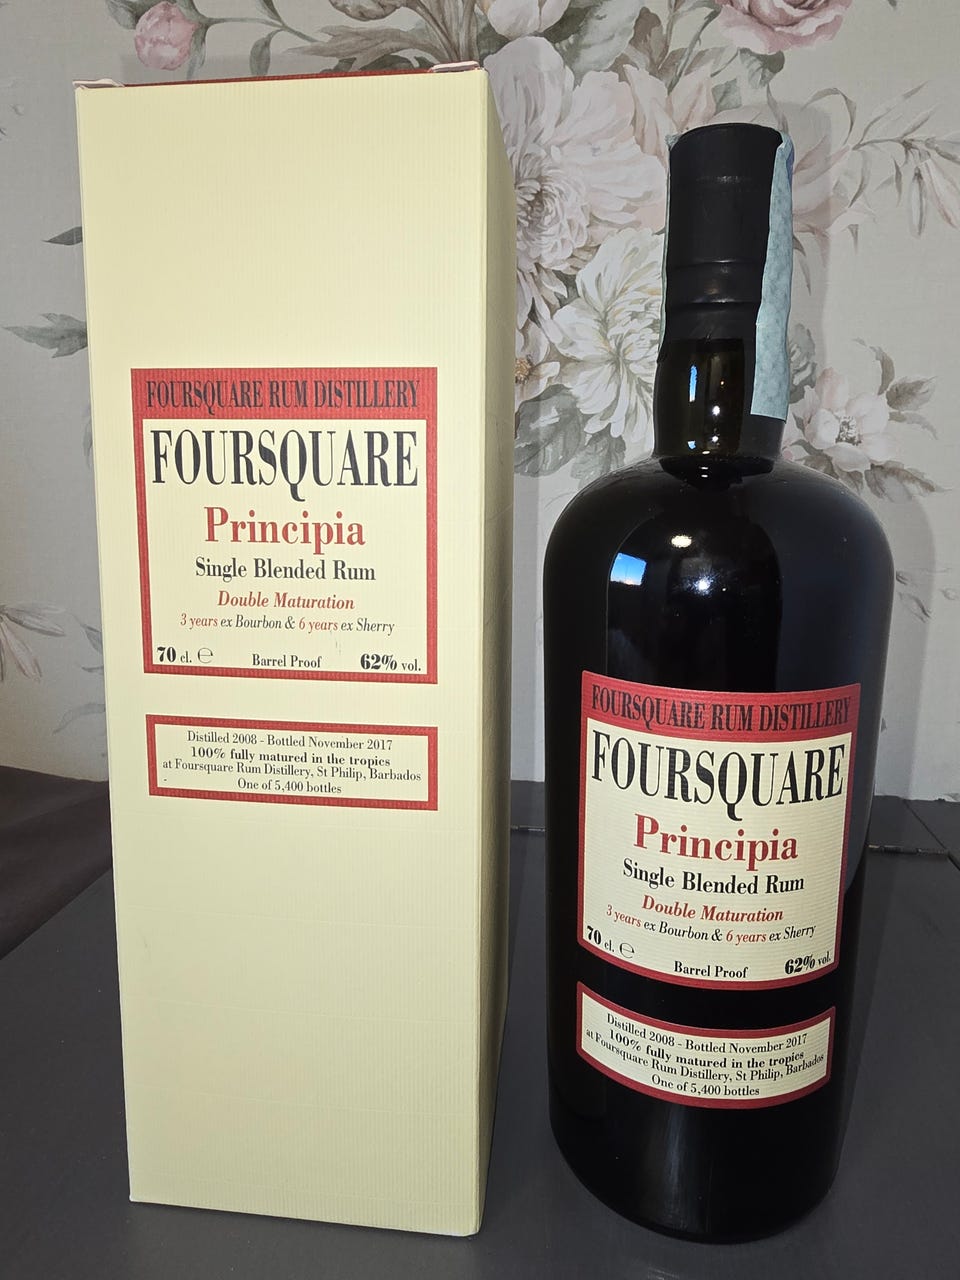 FOURSQUARE RUM DISTILLERY
FOURSQUARE
Principia
Single Blended Rum
Double Maturation
3 years ex Bourbon & 6 years ex Sherry
70 cl. ℮ Barrel Proof 62% vol.
Distilled 2008 - Bottled November 2017
100% fully matured in the tropics
at Foursquare Rum Distillery, St Philip, Barbados
One of 5,400 bottles
FOURSQUARE RUM DISTILLERY
FOURSQUARE
Principia
Single Blended Rum
Double Maturation
3 years ex Bourbon & 6 years ex Sherry
70 cl. ℮ Barrel Proof 62% vol.
Distilled 2008 - Bottled November 2017
100% fully matured in the tropics
at Foursquare Rum Distillery, St Philip, Barbados
One of 5,400 bottles